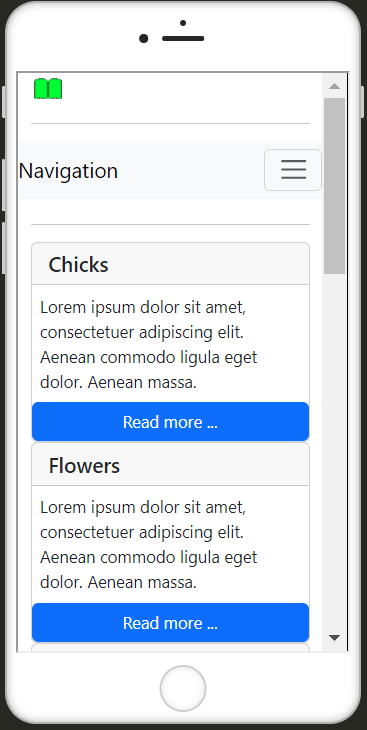 Navigation
Chicks
Lorem ipsum dolor sit amet,
consectetuer adipiscing elit.
Aenean commodo ligula eget
dolor. Aenean massa.
Read more ...
Flowers
Lorem ipsum dolor sit amet,
consectetuer adipiscing elit.
Aenean commodo ligula eget
dolor. Aenean massa.
Read more ...